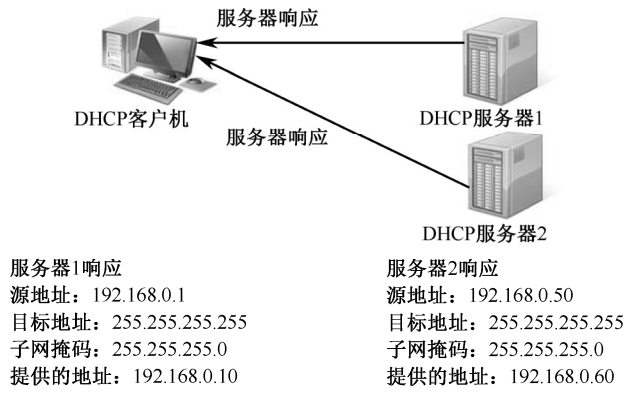 服务器响应
DHCP客户机
DHCP服务器1
服务器响应
DHCP服务器2
服务器1响应
源地址：192.168.0.1
目标地址：255.255.255.255
子网掩码：255.255.255.0
提供的地址：192.168.0.10
服务器2响应
源地址：192.168.0.50
目标地址：255.255.255.255
子网掩码：255.255.255.0
提供的地址：192.168.0.60